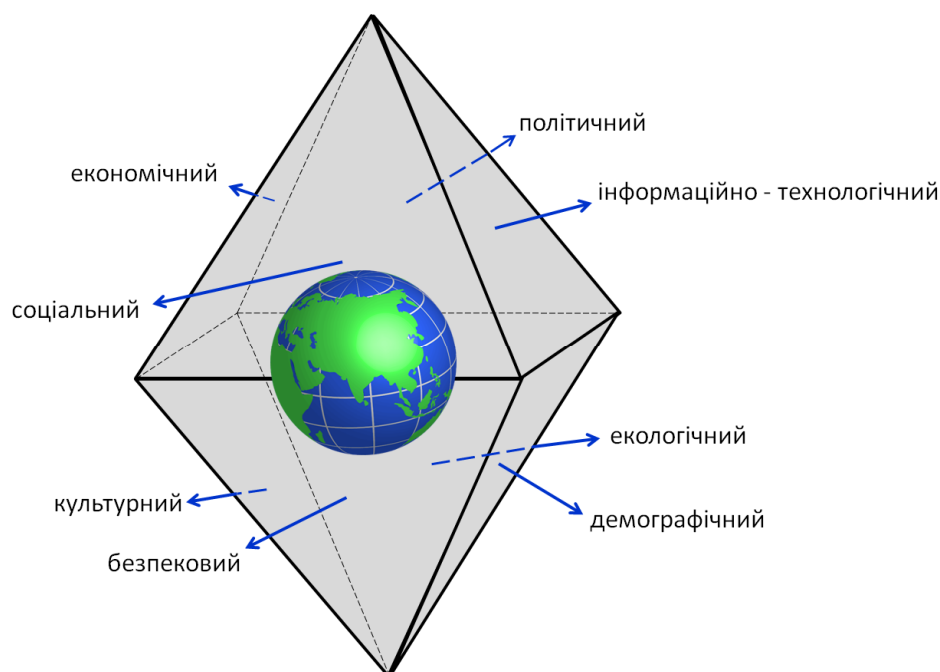 політичний
економічний
інформаційно - технологічний
соціальний
екологічний
культурний
демографічний
безпековий